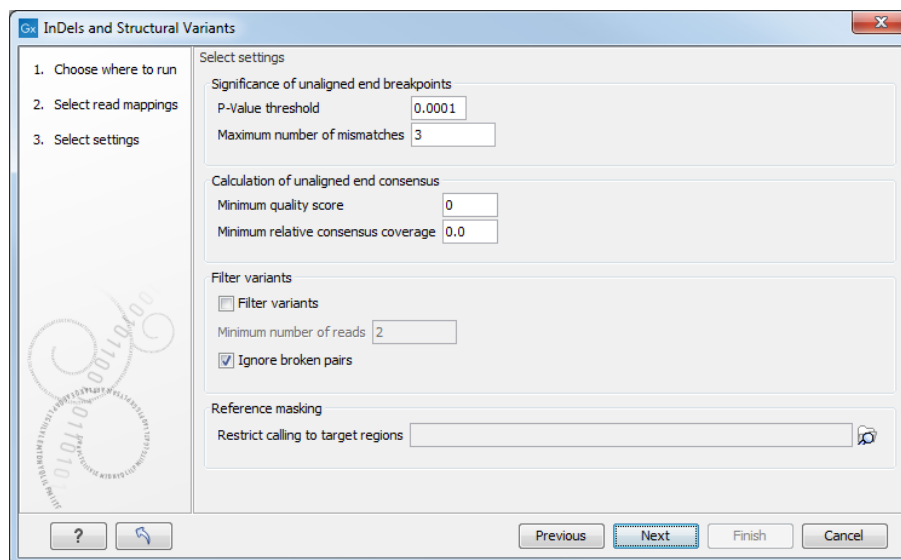 Gx InDels and Structural Variants
1. Choose where to run
2. Select read mappings
3. Select settings
Select settings
Significance of unaligned end breakpoints
P-Value threshold 0.0001
Maximum number of mismatches 3
Calculation of unaligned end consensus
Minimum quality score 0
Minimum relative consensus coverage 0.0
Filter variants
Filter variants
Minimum number of reads 2
Ignore broken pairs
Reference masking
Restrict calling to target regions
? Previous Next Finish Cancel